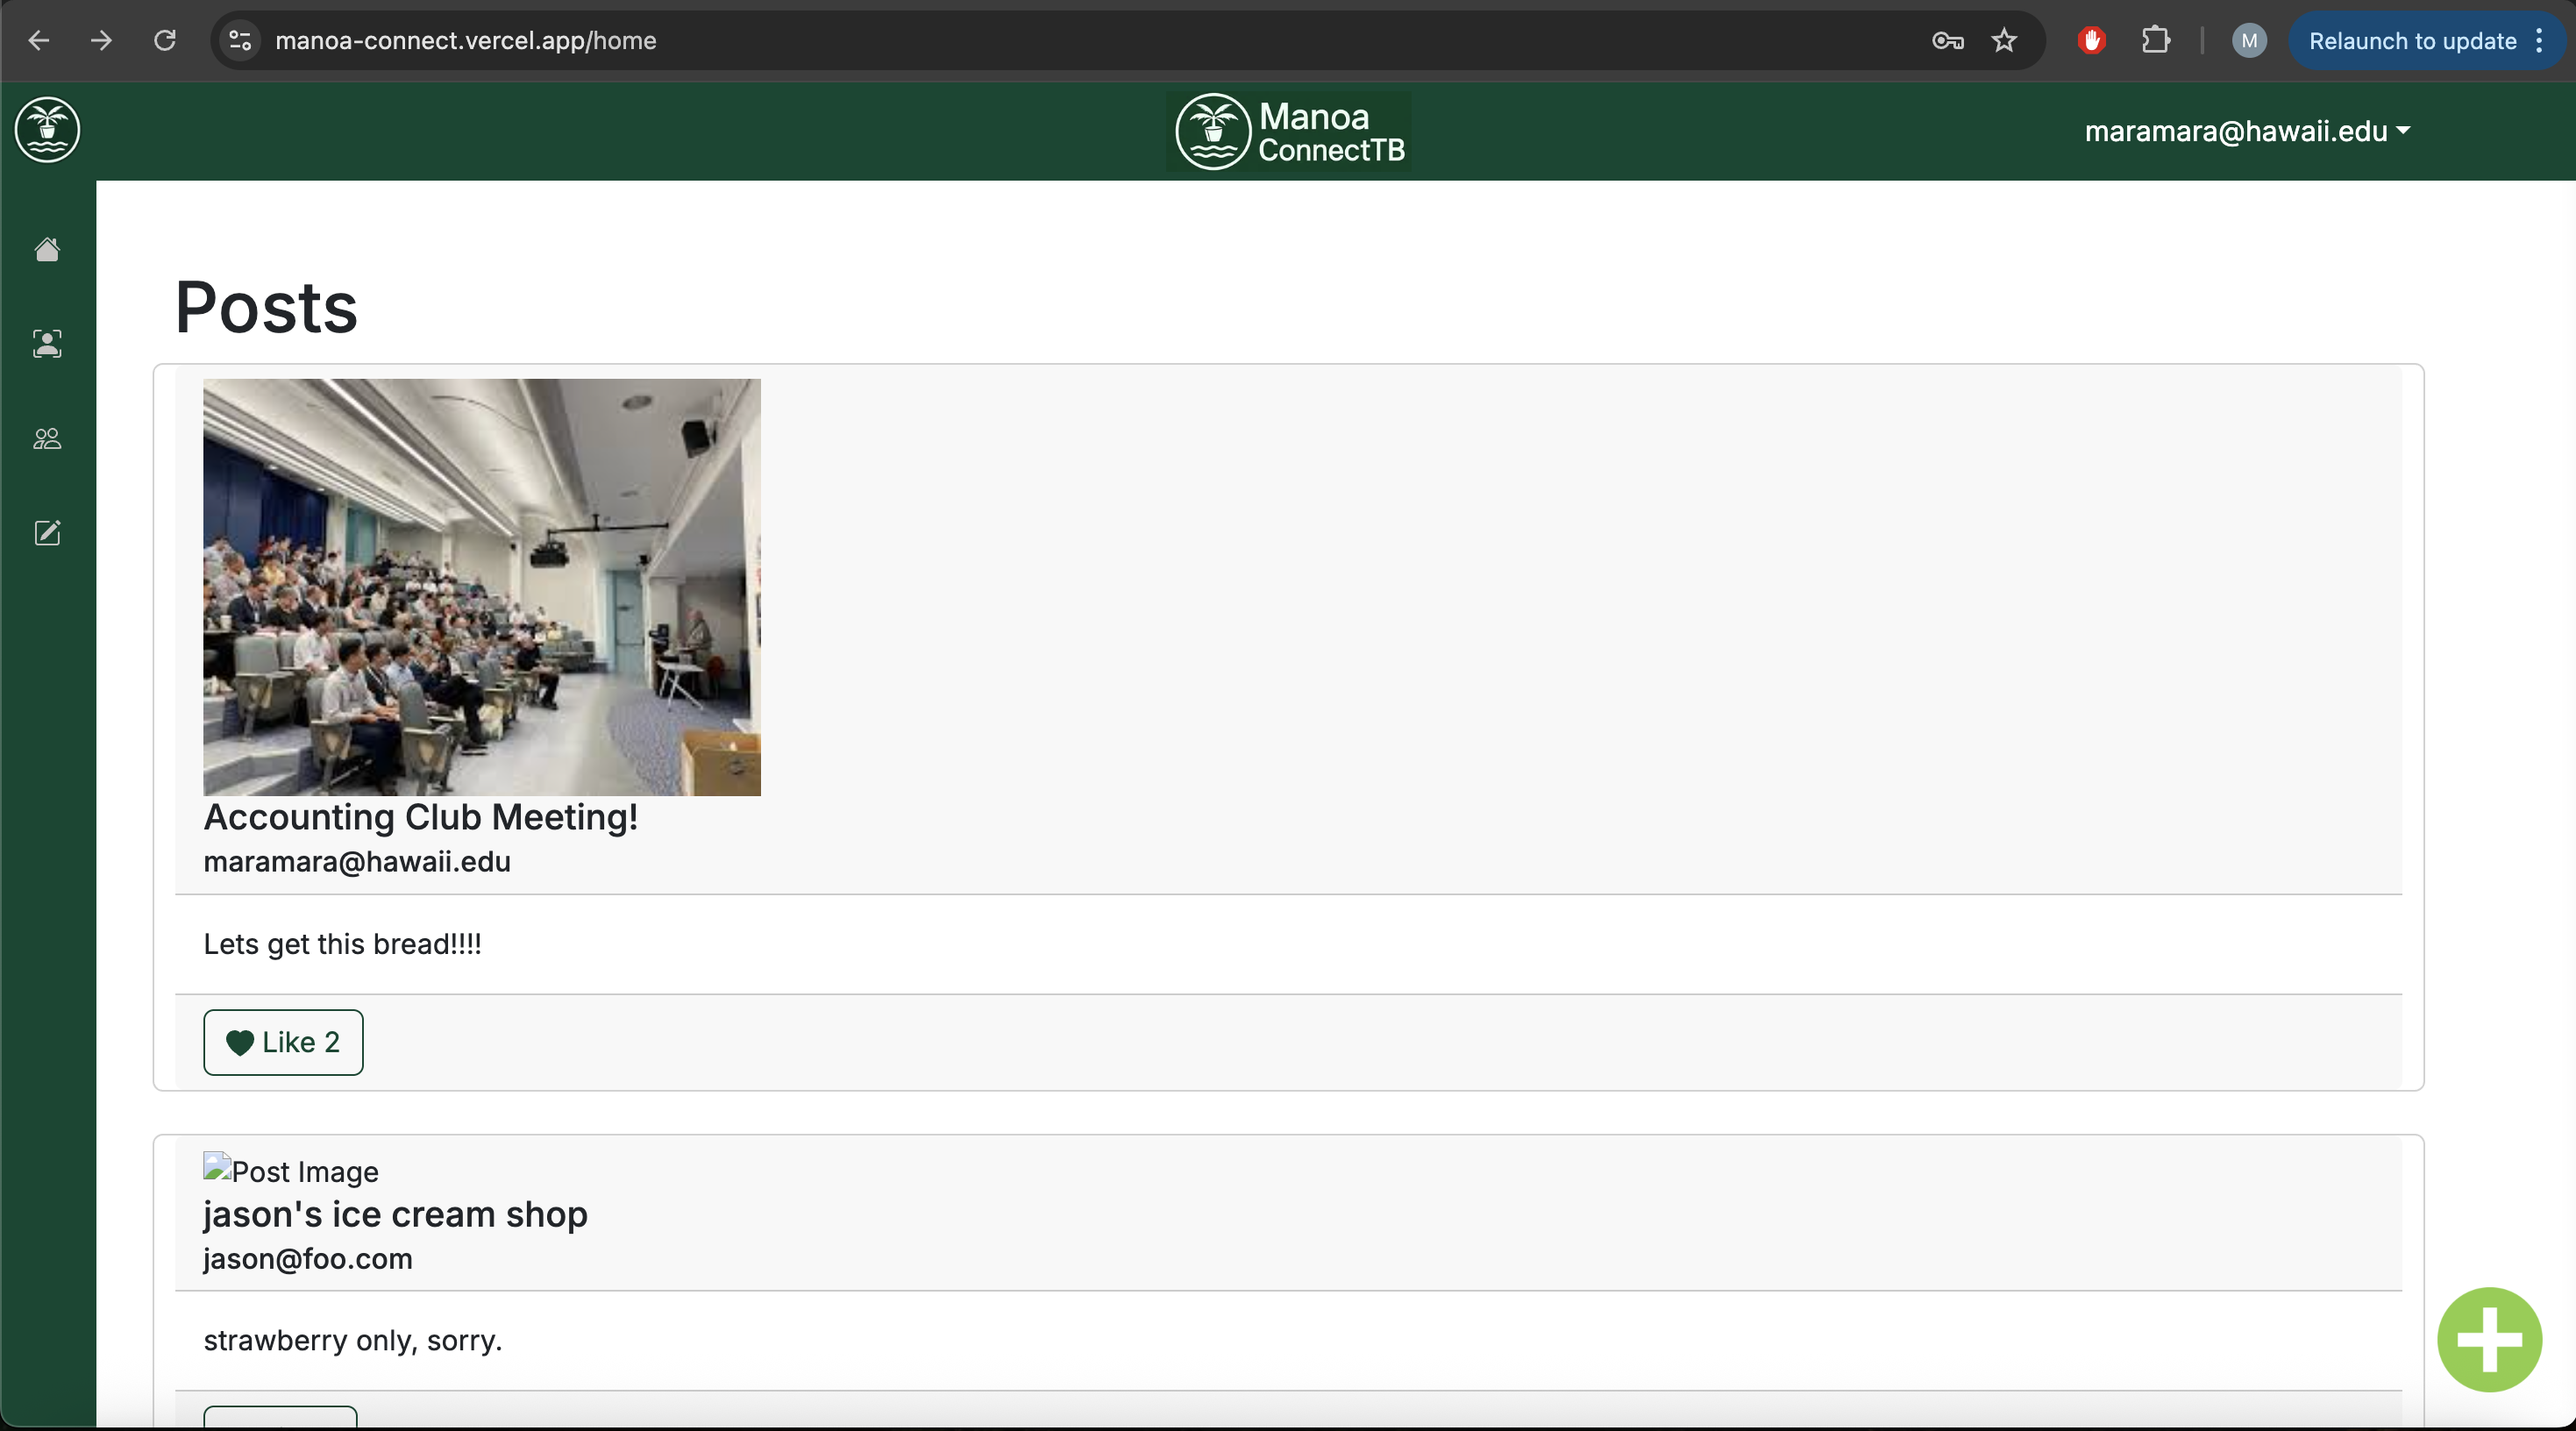 manoa-connect.vercel.app/home
M
Relaunch to update
Manoa
ConnectTB
maramara@hawaii.edu
Posts
Accounting Club Meeting!
maramara@hawaii.edu
Lets get this bread!!!!
Like 2
Post Image
jason's ice cream shop
jason@foo.com
strawberry only, sorry.